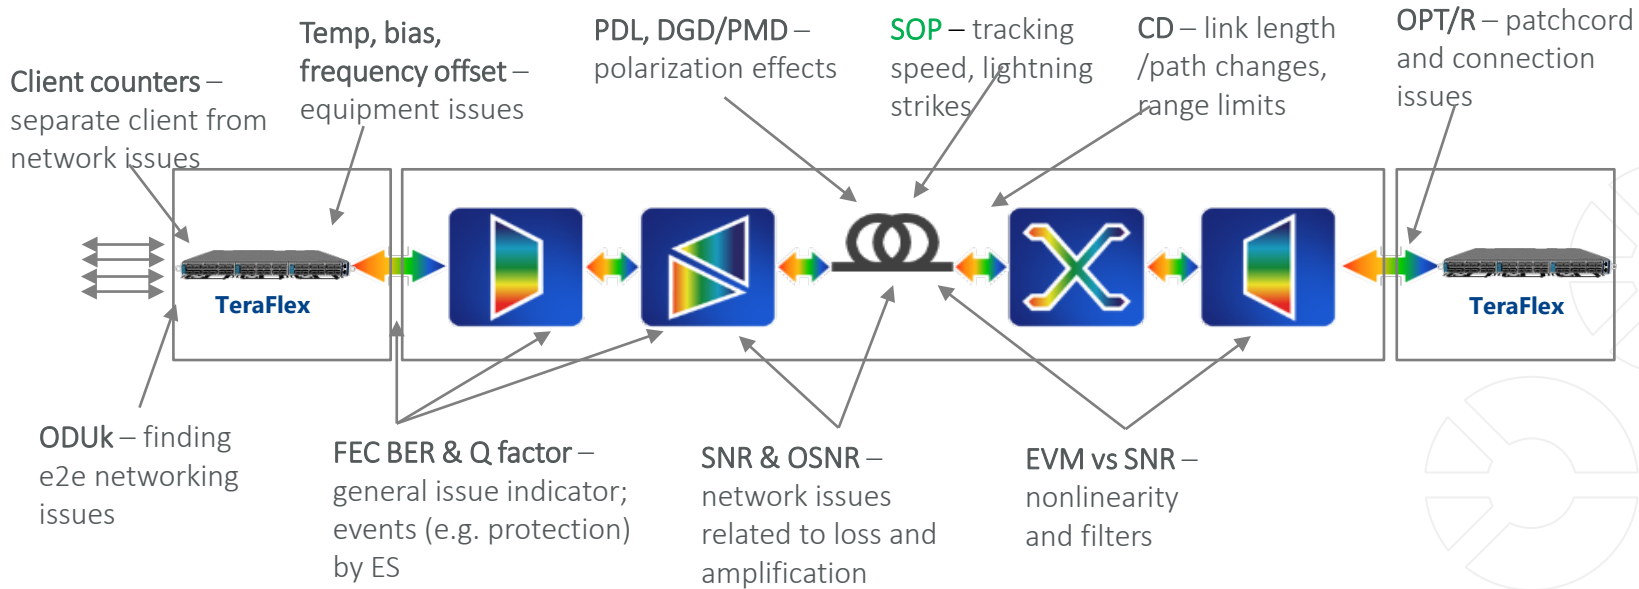 Client counters –
separate client from
network issues
Temp, bias,
frequency offset –
equipment issues
PDL, DGD/PMD –
polarization effects
SOP – tracking
speed, lightning
strikes
CD – link length
/path changes,
range limits
OPT/R – patchcord
and connection
issues
TeraFlex
TeraFlex
ODUk – finding
e2e networking
issues
FEC BER & Q factor –
general issue indicator;
events (e.g. protection)
by ES
SNR & OSNR –
network issues
related to loss and
amplification
EVM vs SNR –
nonlinearity
and filters